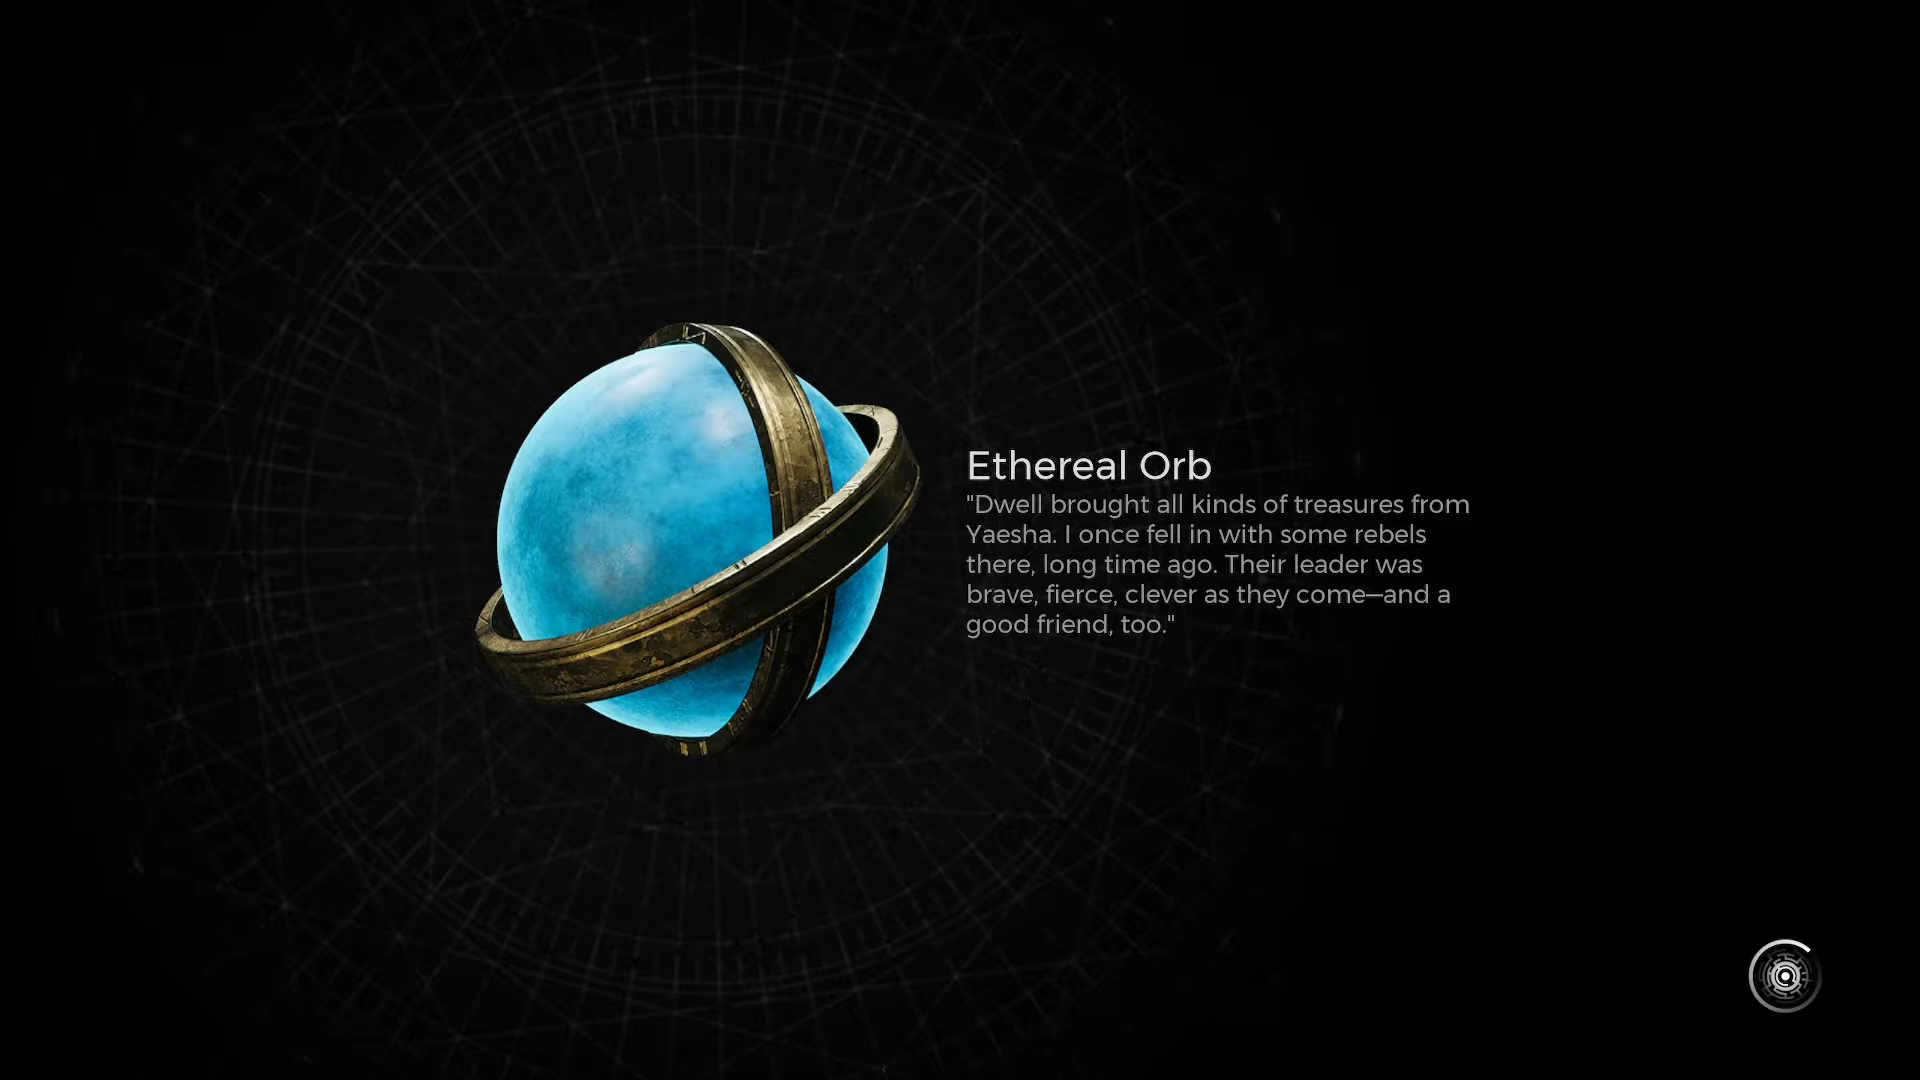 Ethereal Orb
"Dwell brought all kinds of treasures from
Yaesha. I once fell in with some rebels
there, long time ago. Their leader was
brave, fierce, clever as they come—and a
good friend, too."